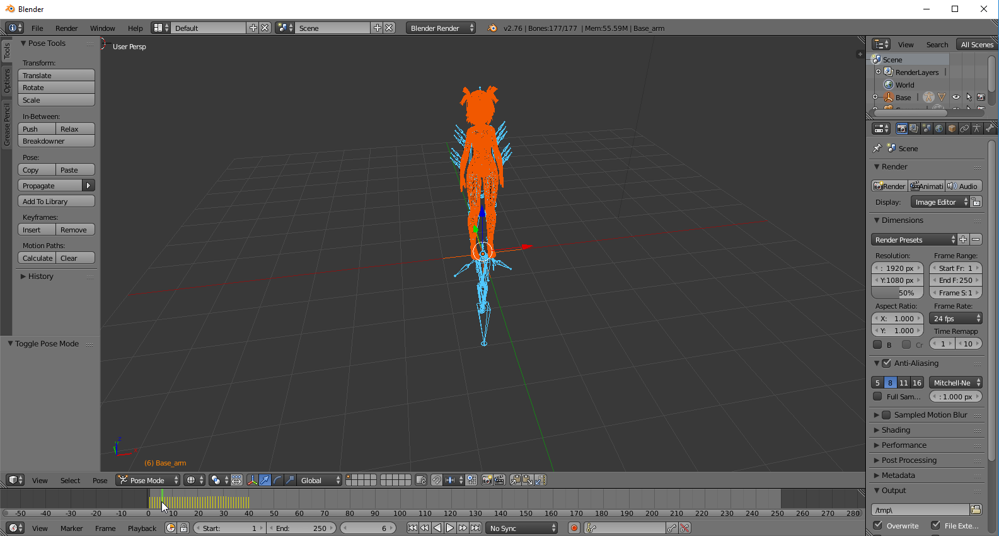 Blender
File Render Window Help Default Scene Blender Render v2.76 | Bones:177/177 | Mem:55.59M | Base_arm
Tools
Options
Grease Pencil
Pose Tools
Transform:
Translate
Rotate
Scale
In-Between:
Push Relax
Breakdowner
Pose:
Copy Paste
Propagate
Add To Library
Keyframes:
Insert Remove
Motion Paths:
Calculate Clear
History
Toggle Pose Mode
User Persp
(6) Base_arm
View Select Pose Pose Mode Global
-50 -40 -30 -20 -10 0 10 20 30 40 50 60 70 80 90 100 110 120 130 140 150 160 170 180 190 200 210 220 230 240 250 260 270 280
View Marker Frame Playback Start: 1 End: 250 6 No Sync
View Search All Scenes
Scene
RenderLayers
World
Base
Scene
Render
Render Animati Audio
Display: Image Editor
Dimensions
Render Presets
Resolution: Frame Range:
: 1920 px Start Fr: 1
Y:1080 px End F:250
50% Frame S:1
Aspect Ratio: Frame Rate:
X: 1.000 24 fps
Y: 1.000 Time Remapp
B Cr 1 10
Anti-Aliasing
5 8 11 16 Mitchell-Ne
Full Sam... : 1.000 px
Sampled Motion Blur
Shading
Performance
Post Processing
Metadata
Output
/tmp\
Overwrite File Exte...